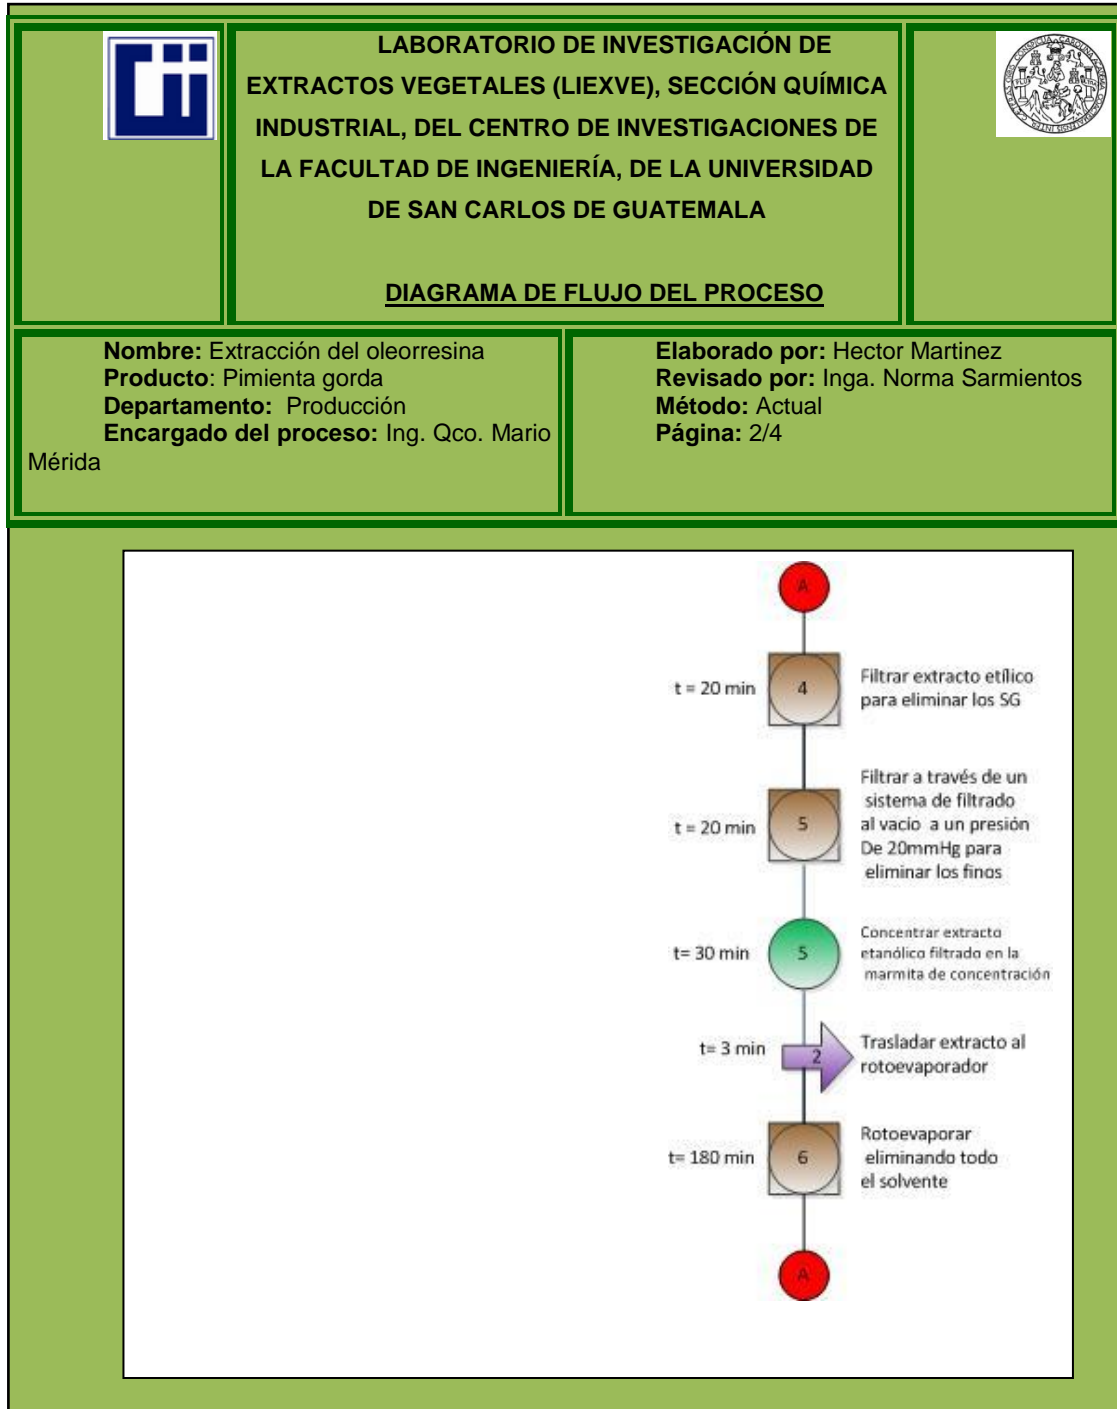 LABORATORIO DE INVESTIGACIÓN DE
EXTRACTOS VEGETALES (LIEXVE), SECCIÓN QUÍMICA
INDUSTRIAL, DEL CENTRO DE INVESTIGACIONES DE
LA FACULTAD DE INGENIERÍA, DE LA UNIVERSIDAD
DE SAN CARLOS DE GUATEMALA
DIAGRAMA DE FLUJO DEL PROCESO
Nombre: Extracción del oleorresina
Producto: Pimienta gorda
Departamento: Producción
Encargado del proceso: Ing. Qco. Mario
Mérida
Elaborado por: Hector Martinez
Revisado por: Inga. Norma Sarmientos
Método: Actual
Página: 2/4
A
t = 20 min
4
Filtrar extracto etílico
para eliminar los SG
t = 20 min
5
Filtrar a través de un
sistema de filtrado
al vacío a un presión
De 20mmHg para
eliminar los finos
t= 30 min
5
Concentrar extracto
etanólico filtrado en la
marmita de concentración
t= 3 min
2
Trasladar extracto al
rotoevaporador
t= 180 min
6
Rotoevaporar
eliminando todo
el solvente
A